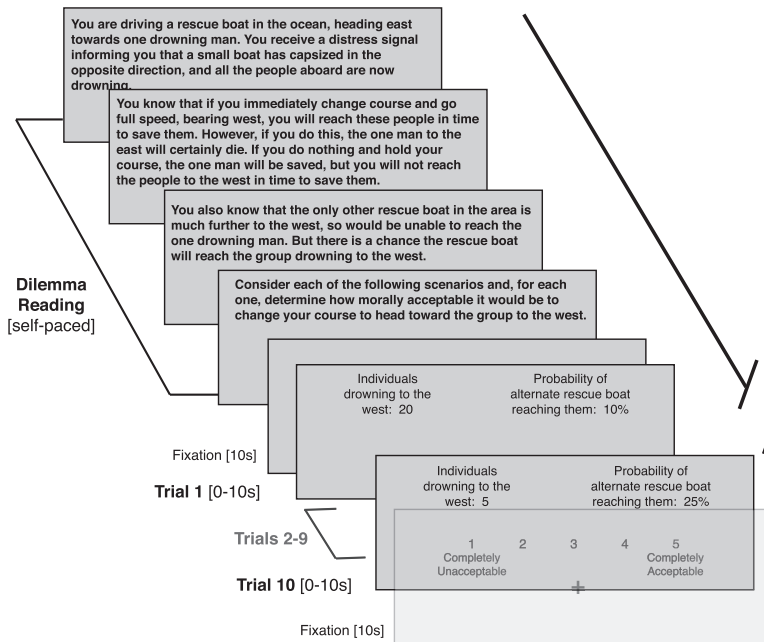 You are driving a rescue boat in the ocean, heading east
towards one drowning man. You receive a distress signal
informing you that a small boat has capsized in the
opposite direction, and all the people aboard are now
drowning.
You know that if you immediately change course and go
full speed, bearing west, you will reach these people in time
to save them. However, if you do this, the one man to the
east will certainly die. If you do nothing and hold your
course, the one man will be saved, but you will not reach
the people to the west in time to save them.
You also know that the only other rescue boat in the area is
much further to the west, so would be unable to reach the
one drowning man. But there is a chance the rescue boat
will reach the group drowning to the west.
Consider each of the following scenarios and, for each
one, determine how morally acceptable it would be to
change your course to head toward the group to the west.
Dilemma
Reading
[self-paced]
Individuals
drowning to the
west: 20
Probability of
alternate rescue boat
reaching them: 10%
Fixation [10s]
Trial 1 [0-10s]
Individuals
drowning to the
west: 5
Probability of
alternate rescue boat
reaching them: 25%
Trials 2-9
1 2 3 4 5
Completely
Unacceptable
Completely
Acceptable
+
Trial 10 [0-10s]
Fixation [10s]